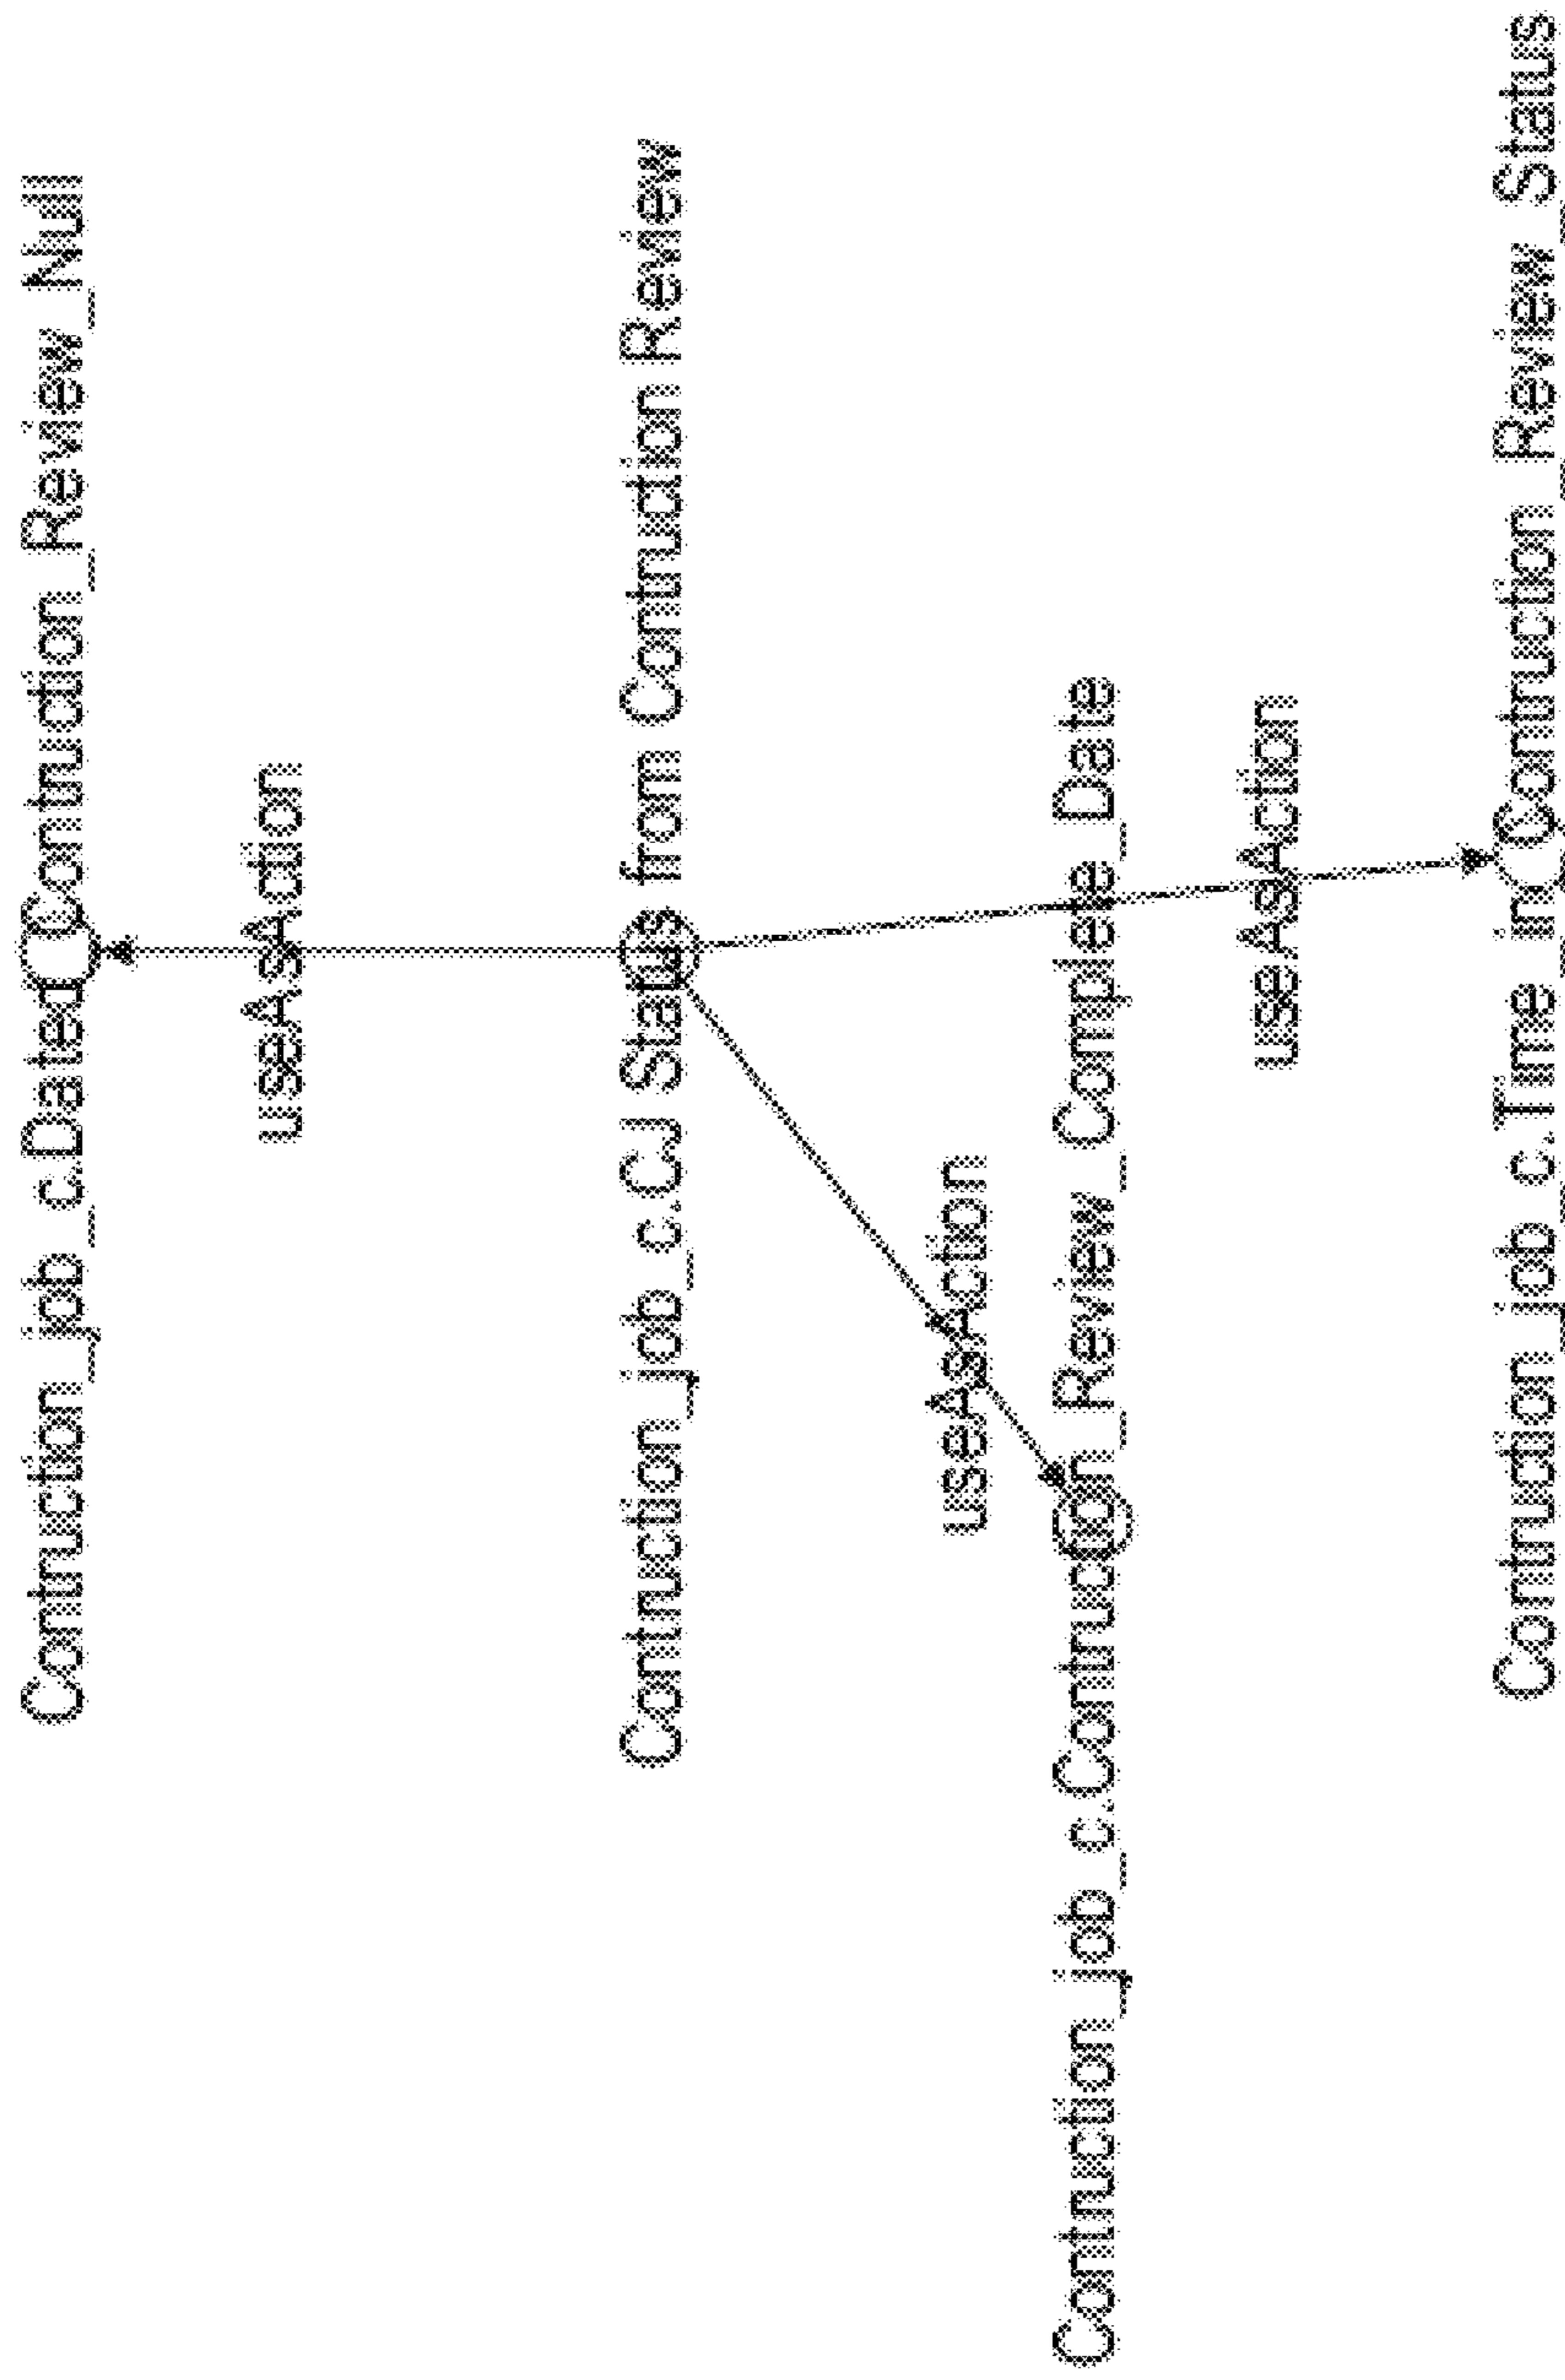 Contruction_job_c.Dated_Contruction_Review_Null
useAsAction
Contruction_job_c.CJ Status from Contruction Review
useAsAction
Contruction_job_c.Contruction_Review_Complete_Date
useAsAction
Contruction_job_c.Time_in_Contruction_Review_Status